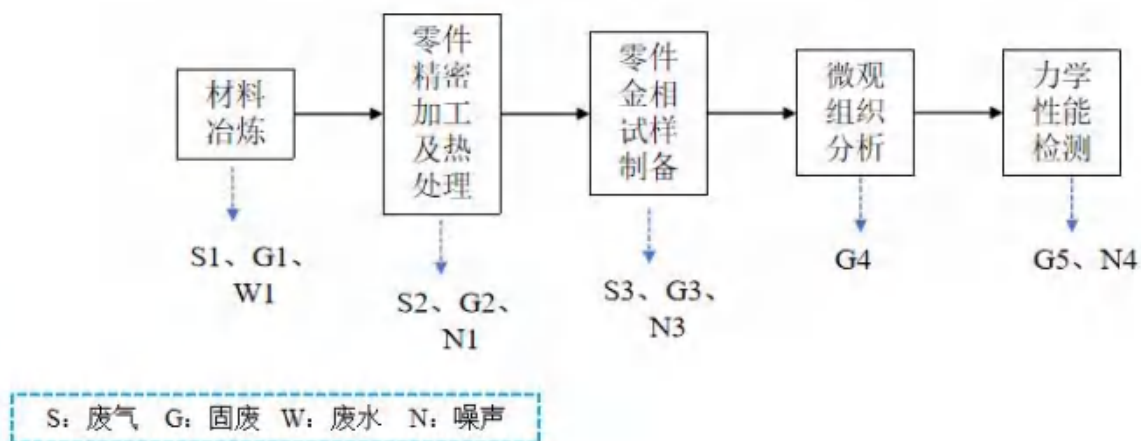 材料
冶炼
零件
精密
加工
及热
处理
零件
金相
试样
制备
微观
组织
分析
力学
性能
检测
S1、G1、
W1
S2、G2、
N1
S3、G3、
N3
G4
G5、N4
S：废气 G：固废 W：废水 N：噪声